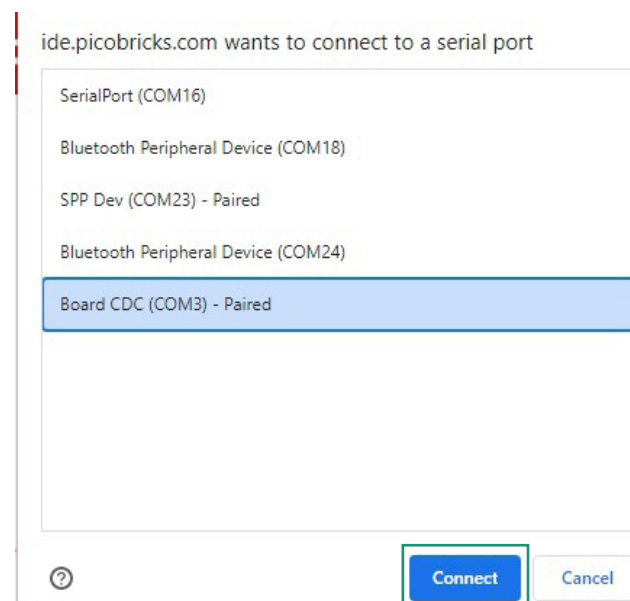 ide.picobricks.com wants to connect to a serial port
SerialPort (COM16)
Bluetooth Peripheral Device (COM18)
SPP Dev (COM23) - Paired
Bluetooth Peripheral Device (COM24)
Board CDC (COM3) - Paired
?
Connect Cancel